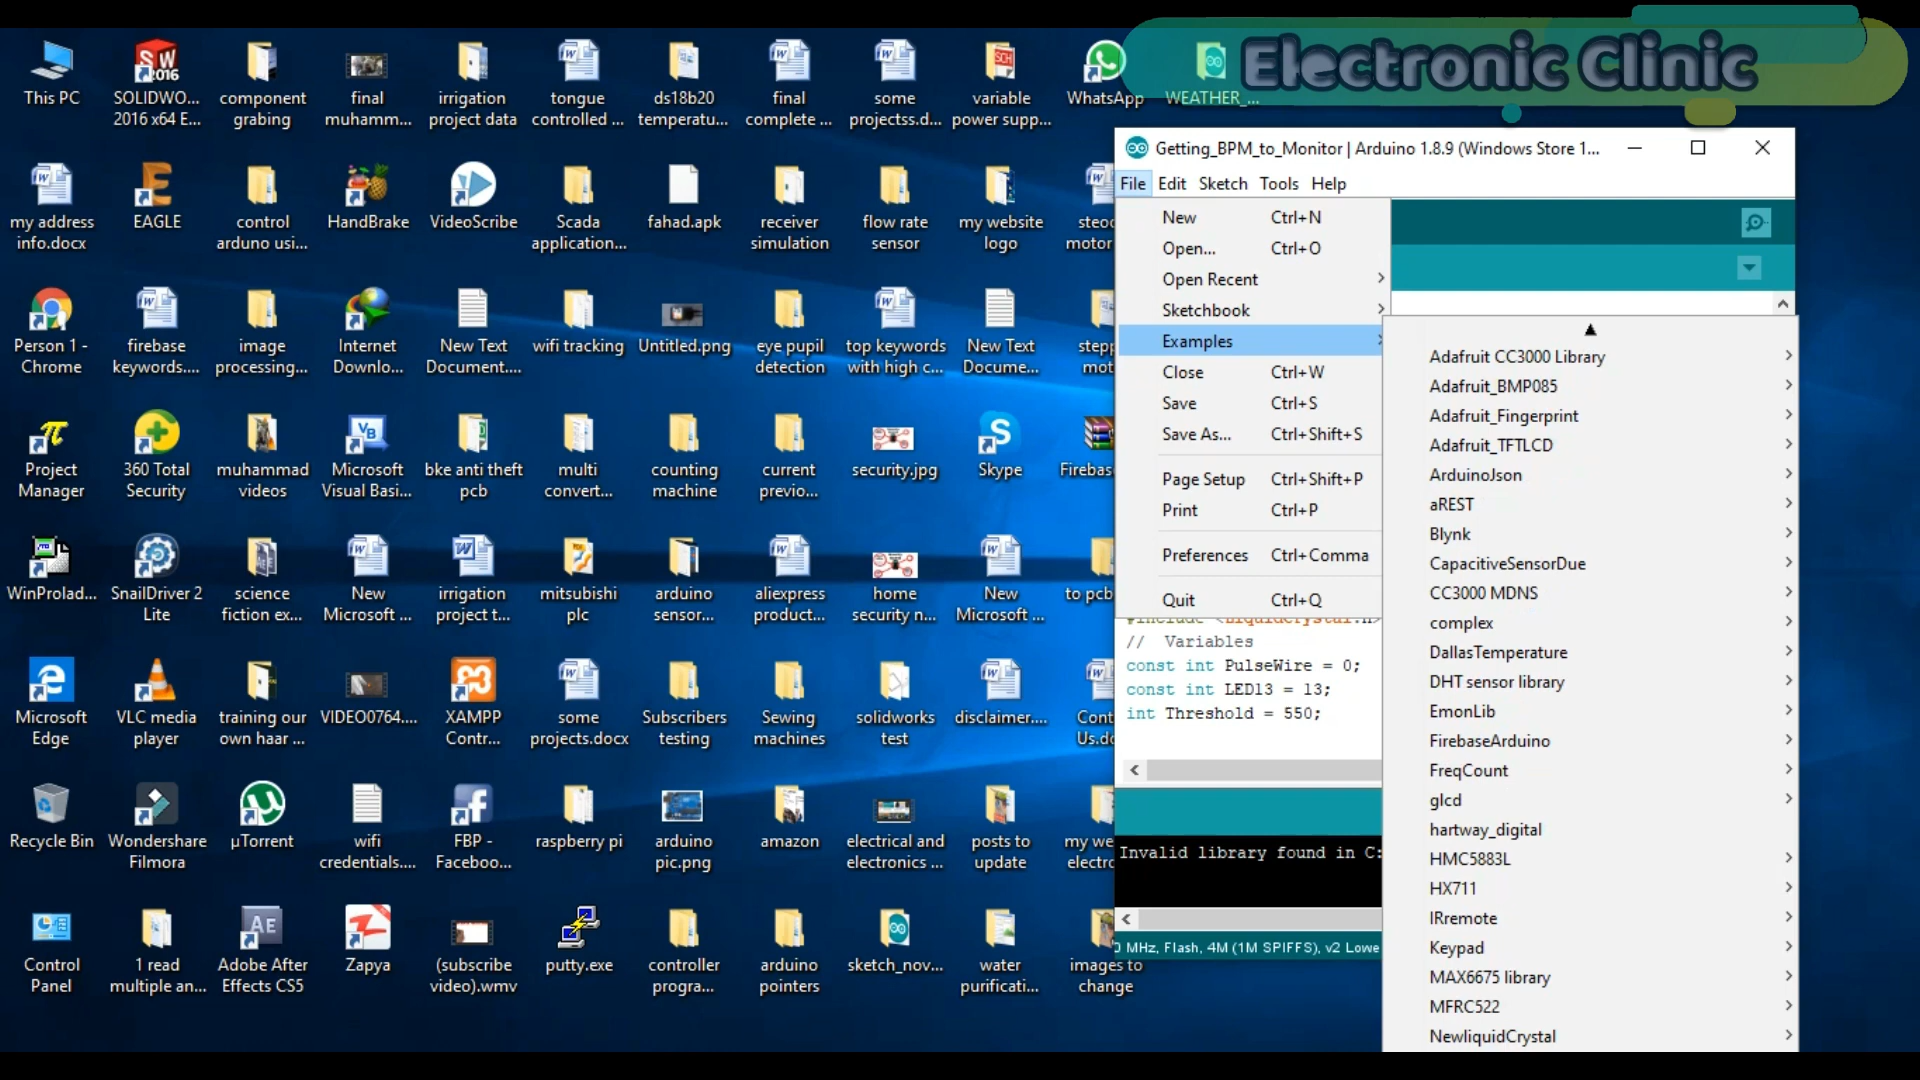 Electronic Clinic
This PC
SOLIDWO...
2016 x64 E...
component
grabing
final
muhamm...
irrigation
project data
tongue
controlled ...
ds18b20
temperatu...
final
complete ...
some
projectss.d...
variable
power supp...
WhatsApp
WEATHER_...
my address
info.docx
EAGLE
control
arduno usi...
HandBrake
VideoScribe
Scada
application...
fahad.apk
receiver
simulation
flow rate
sensor
my website
logo
steoo
motor
Person 1 -
Chrome
firebase
keywords....
image
processing...
Internet
Downlo...
New Text
Document....
wifi tracking
Untitled.png
eye pupil
detection
top keywords
with high c...
New Text
Docume...
stepp
mot
Project
Manager
360 Total
Security
muhammad
videos
Microsoft
Visual Basi...
bke anti theft
pcb
multi
convert...
counting
machine
current
previo...
security.jpg
Skype
Firebas
WinProlad...
SnailDriver 2
Lite
science
fiction ex...
New
Microsoft ...
irrigation
project t...
mitsubishi
plc
arduino
sensor...
aliexpress
product...
home
security n...
New
Microsoft ...
to pcb
Microsoft
Edge
VLC media
player
training our
own haar ...
VIDEO0764....
XAMPP
Contr...
some
projects.docx
Subscribers
testing
Sewing
machines
solidworks
test
disclaimer....
Cont
Us.do
Recycle Bin
Wondershare
Filmora
µTorrent
wifi
credentials....
FBP -
Faceboo...
raspberry pi
arduino
pic.png
amazon
electrical and
electronics ...
posts to
update
my we
electro
Control
Panel
1 read
multiple an...
Adobe After
Effects CS5
Zapya
(subscribe
video).wmv
putty.exe
controller
progra...
arduino
pointers
sketch_nov...
water
purificati...
images to
change
Getting_BPM_to_Monitor | Arduino 1.8.9 (Windows Store 1...
File Edit Sketch Tools Help
New Ctrl+N
Open... Ctrl+O
Open Recent
Sketchbook
Examples
Close Ctrl+W
Save Ctrl+S
Save As... Ctrl+Shift+S
Page Setup Ctrl+Shift+P
Print Ctrl+P
Preferences Ctrl+Comma
Quit Ctrl+Q
#include <LiquidCrystal.h>
// Variables
const int PulseWire = 0;
const int LED13 = 13;
int Threshold = 550;
Invalid library found in C:
0 MHz, Flash, 4M (1M SPIFFS), v2 Lowe
Adafruit CC3000 Library
Adafruit_BMP085
Adafruit_Fingerprint
Adafruit_TFTLCD
ArduinoJson
aREST
Blynk
CapacitiveSensorDue
CC3000 MDNS
complex
DallasTemperature
DHT sensor library
EmonLib
FirebaseArduino
FreqCount
glcd
hartway_digital
HMC5883L
HX711
IRremote
Keypad
MAX6675 library
MFRC522
NewliquidCrystal